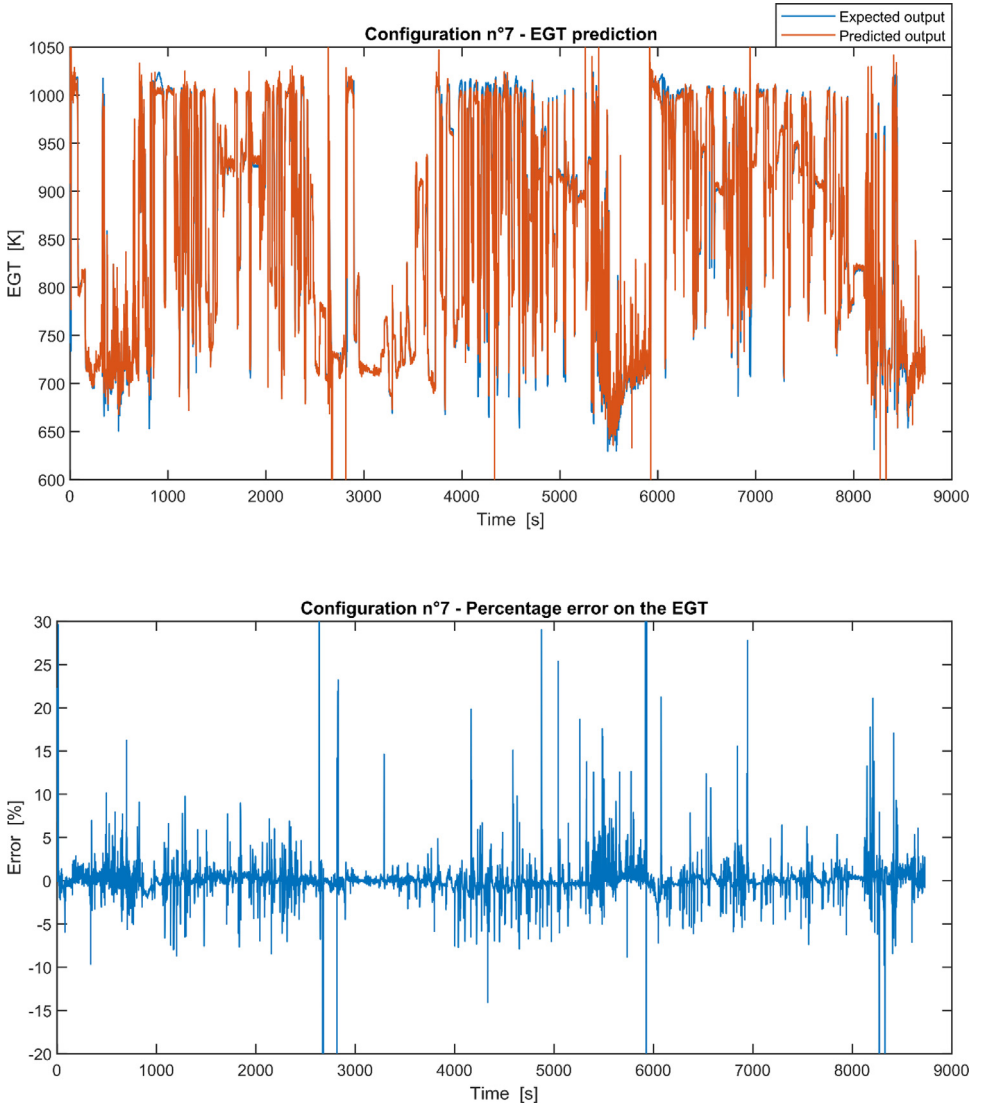 Configuration n°7 - EGT prediction
Expected output
Predicted output
1050
1000
950
900
850
800
750
700
650
600
EGT [K]
0 1000 2000 3000 4000 5000 6000 7000 8000 9000
Time [s]
Configuration n°7 - Percentage error on the EGT
30
25
20
15
10
5
0
-5
-10
-15
-20
Error [%]
0 1000 2000 3000 4000 5000 6000 7000 8000 9000
Time [s]